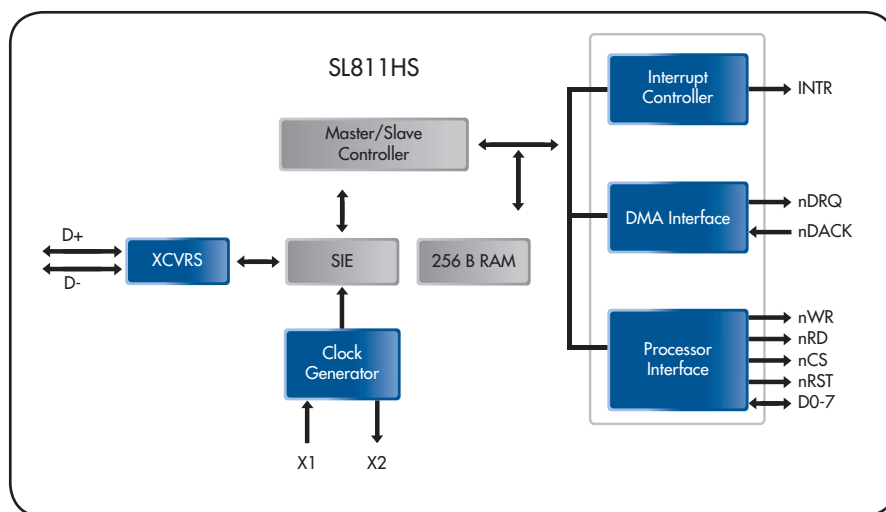 SL811HS
Interrupt
Controller
INTR
Master/Slave
Controller
DMA Interface
nDRQ
nDACK
D+
D-
XCVRS
SIE
256 B RAM
Clock
Generator
X1
X2
Processor
Interface
nWR
nRD
nCS
nRST
D0-7